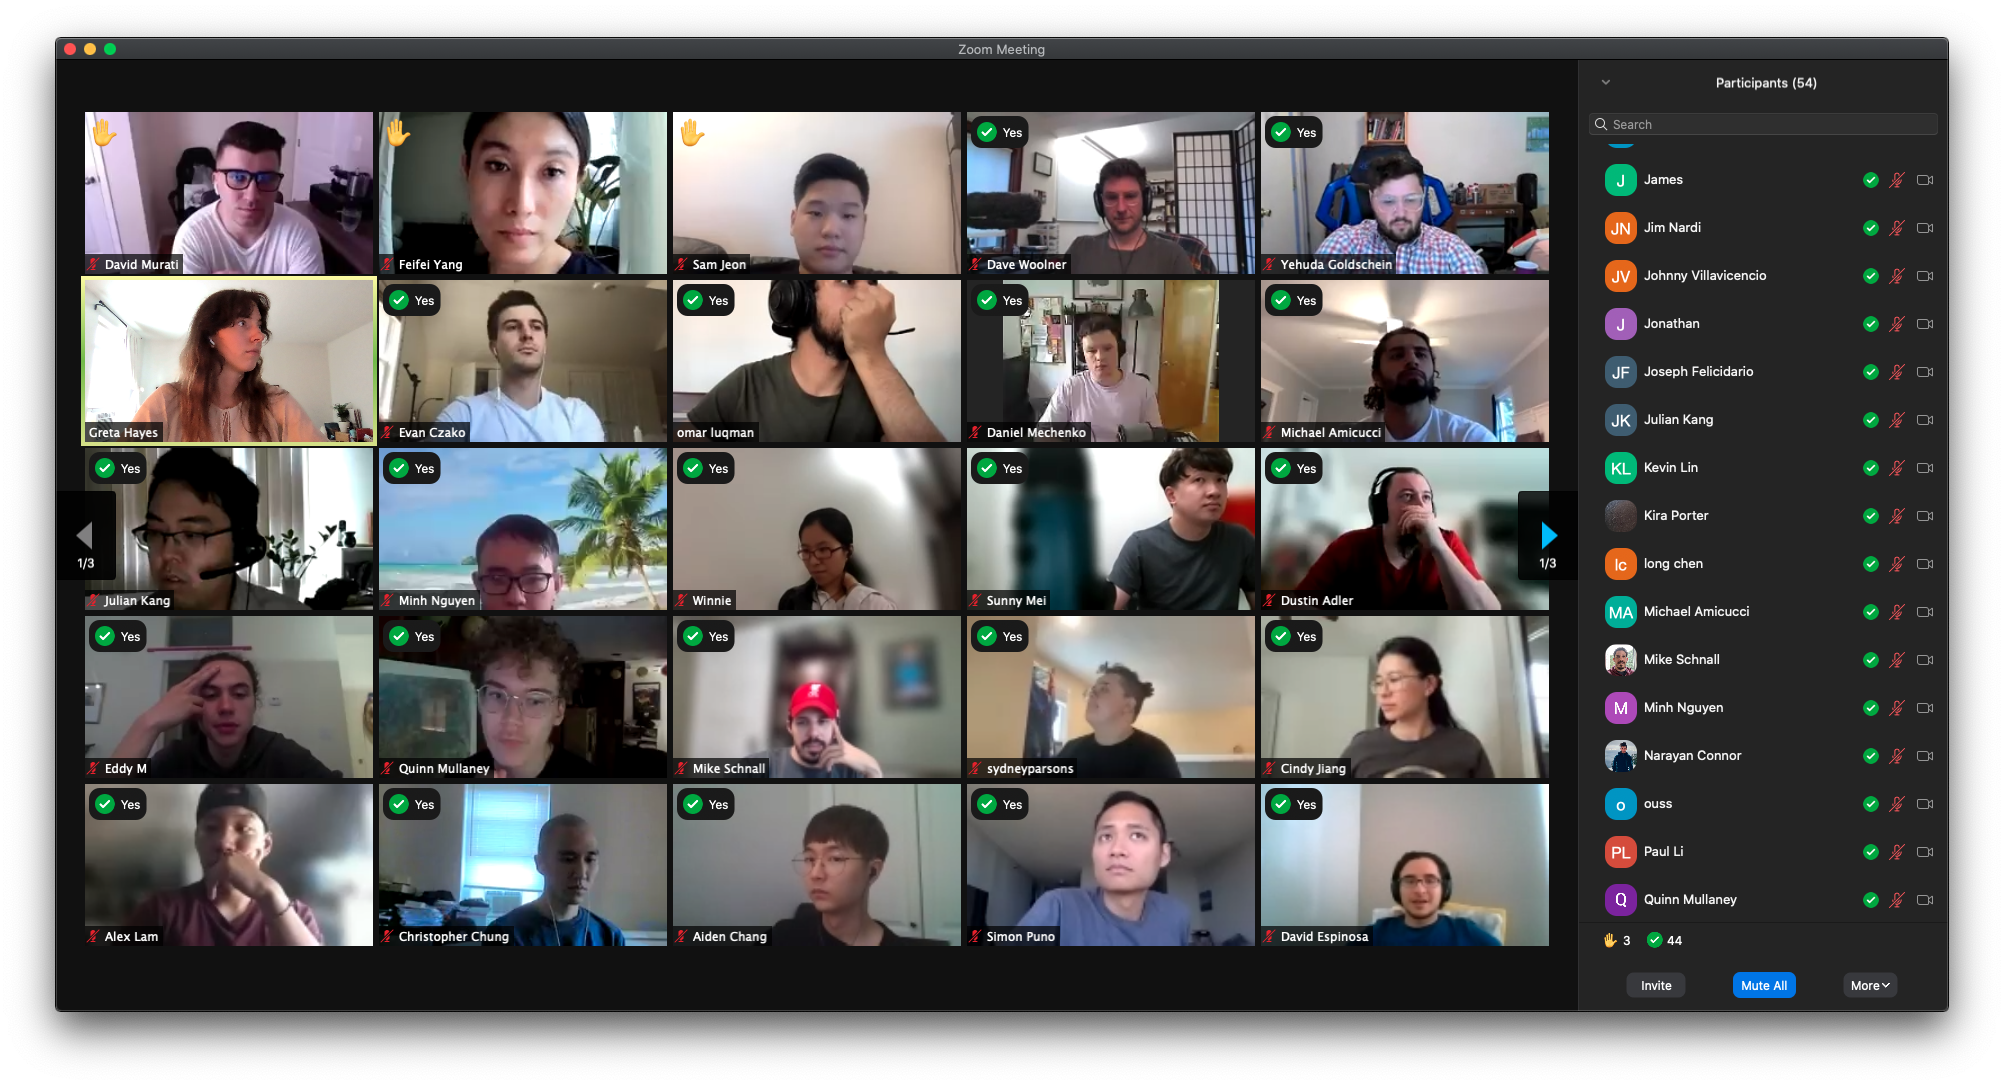 Zoom Meeting
David Murati
Feifei Yang
Sam Jeon
Yes
Dave Woolner
Yes
Yehuda Goldschein
Greta Hayes
Yes
Evan Czako
Yes
omar luqman
Yes
Daniel Mechenko
Yes
Michael Amicucci
Yes
Julian Kang
Yes
Minh Nguyen
Yes
Winnie
Yes
Sunny Mei
Yes
Dustin Adler
1/3
1/3
Yes
Eddy M
Yes
Quinn Mullaney
Yes
Mike Schnall
Yes
sydneyparsons
Yes
Cindy Jiang
Yes
Alex Lam
Yes
Christopher Chung
Yes
Aiden Chang
Yes
Simon Puno
Yes
David Espinosa
Participants (54)
Search
J James
JN Jim Nardi
JV Johnny Villavicencio
J Jonathan
JF Joseph Felicidario
JK Julian Kang
KL Kevin Lin
Kira Porter
lc long chen
MA Michael Amicucci
Mike Schnall
M Minh Nguyen
Narayan Connor
o ouss
PL Paul Li
Q Quinn Mullaney
3 44
Invite Mute All More